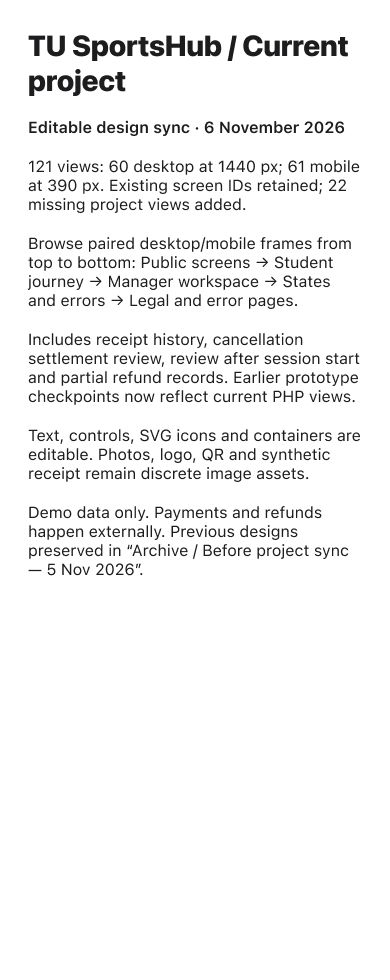 TU SportsHub / Current
project
Editable design sync · 6 November 2026
121 views: 60 desktop at 1440 px; 61 mobile
at 390 px. Existing screen IDs retained; 22
missing project views added.
Browse paired desktop/mobile frames from
top to bottom: Public screens → Student
journey → Manager workspace → States
and errors → Legal and error pages.
Includes receipt history, cancellation
settlement review, review after session start
and partial refund records. Earlier prototype
checkpoints now reflect current PHP views.
Text, controls, SVG icons and containers are
editable. Photos, logo, QR and synthetic
receipt remain discrete image assets.
Demo data only. Payments and refunds
happen externally. Previous designs
preserved in “Archive / Before project sync
— 5 Nov 2026”.